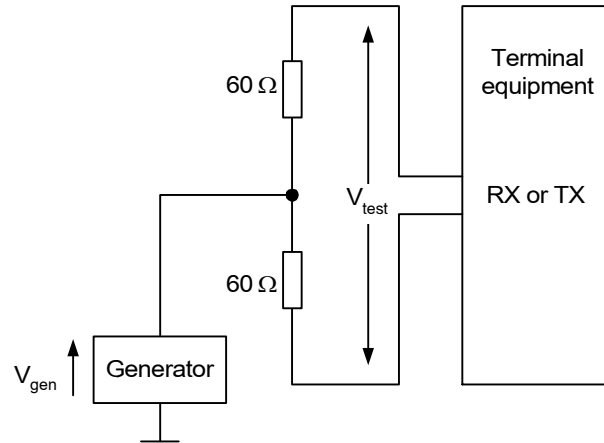 60 Ω
Terminal
equipment
V_test
RX or TX
60 Ω
V_gen
Generator